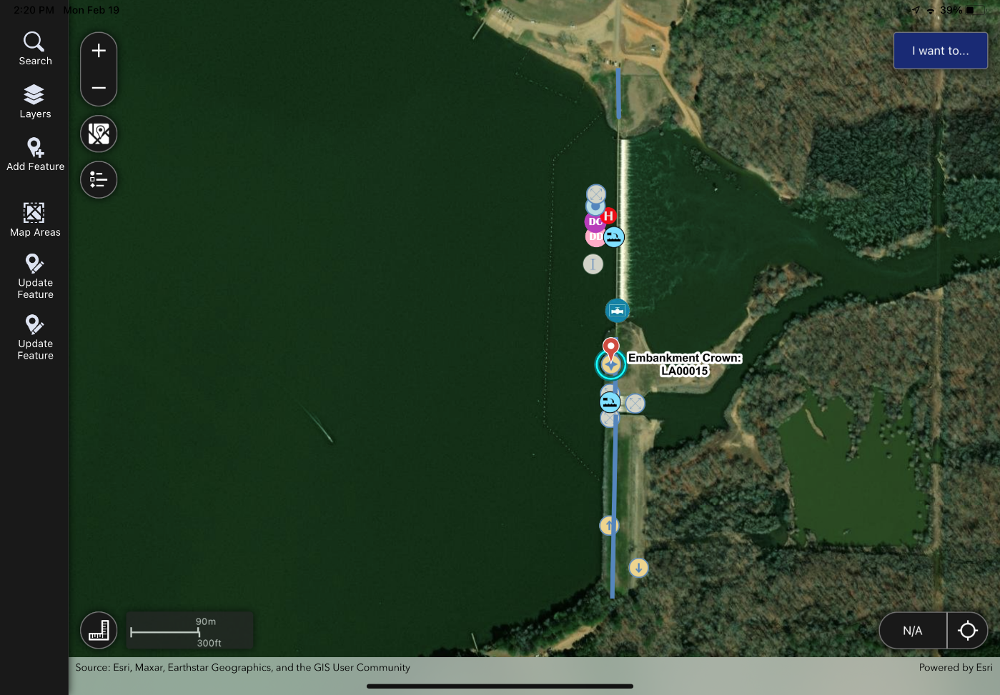 2:20 PM Mon Feb 19
39%
Search
Layers
Add Feature
Map Areas
Update
Feature
Update
Feature
I want to...
H
DC
DD
I
Embankment Crown:
LA00015
90m
300ft
N/A
Source: Esri, Maxar, Earthstar Geographics, and the GIS User Community
Powered by Esri